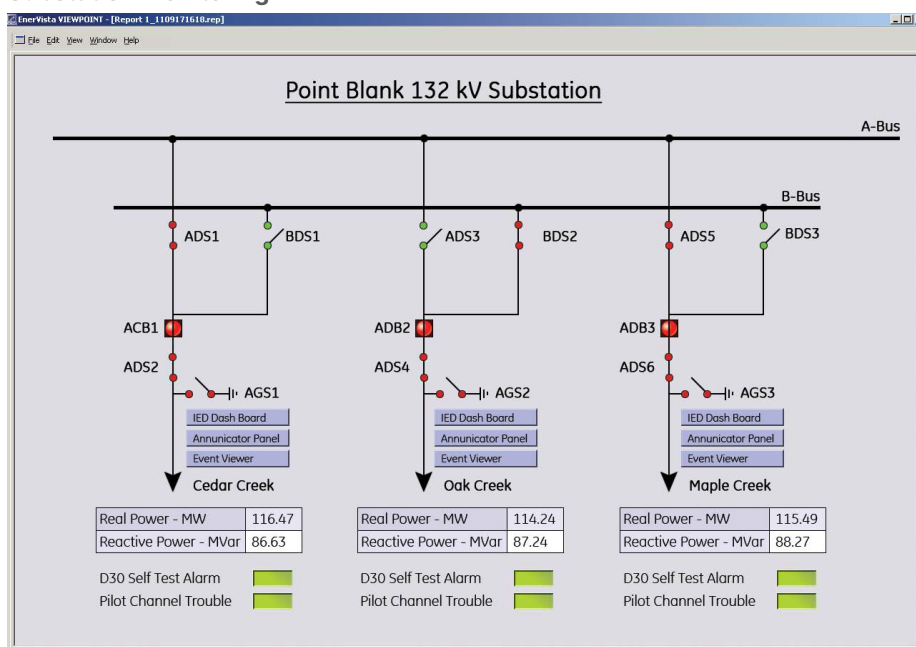 EnerVista VIEWPOINT - [Report 1_1109171618.rep]
File Edit View Window Help
Point Blank 132 kV Substation
A-Bus
B-Bus
ADS1 BDS1 ADS3 BDS2 ADS5 BDS3
ACB1 ADB2 ADB3
ADS2 ADS4 ADS6
AGS1 AGS2 AGS3
IED Dash Board IED Dash Board IED Dash Board
Annunicator Panel Annunicator Panel Annunicator Panel
Event Viewer Event Viewer Event Viewer
Cedar Creek Oak Creek Maple Creek
Real Power - MW 116.47 Real Power - MW 114.24 Real Power - MW 115.49
Reactive Power - MVar 86.63 Reactive Power - MVar 87.24 Reactive Power - MVar 88.27
D30 Self Test Alarm D30 Self Test Alarm D30 Self Test Alarm
Pilot Channel Trouble Pilot Channel Trouble Pilot Channel Trouble